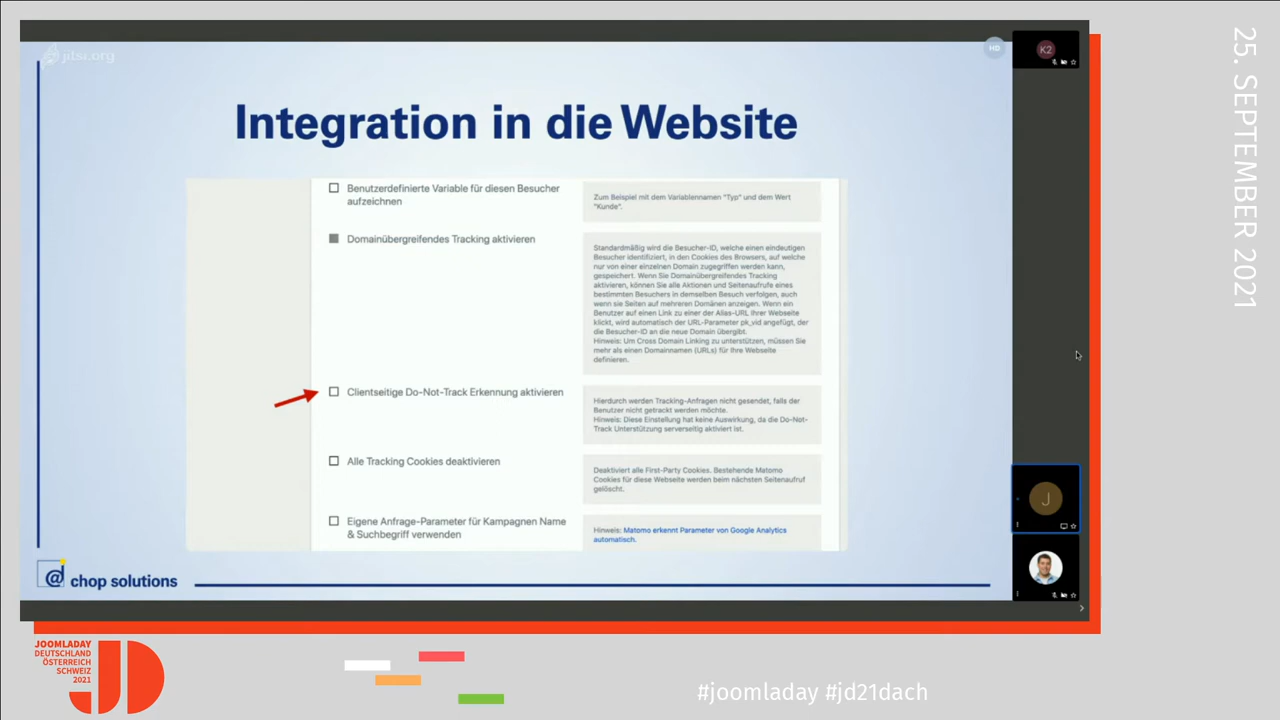 jitsi.org
HD
K2
Integration in die Website
Benutzerdefinierte Variable für diesen Besucher
aufzeichnen
Zum Beispiel mit dem Variablennamen "Typ" und dem Wert
"Kunde".
Domainübergreifendes Tracking aktivieren
Standardmäßig wird die Besucher-ID, welche einen eindeutigen
Besucher identifiziert, in den Cookies des Browsers, auf welche
nur von einer einzelnen Domain zugegriffen werden kann,
gespeichert. Wenn Sie Domainübergreifendes Tracking
aktivieren, können Sie alle Aktionen und Seitenaufrufe eines
bestimmten Besuchers in demselben Besuch verfolgen, auch
wenn sie Seiten auf mehreren Domänen anzeigen. Wenn ein
Benutzer auf einen Link zu einer der Alias-URL Ihrer Webseite
klickt, wird automatisch der URL-Parameter pk_vid angefügt, der
die Besucher-ID an die neue Domain übergibt.
Hinweis: Um Cross Domain Linking zu unterstützen, müssen Sie
mehr als einen Domainnamen (URLs) für Ihre Webseite
definieren.
Clientseitige Do-Not-Track Erkennung aktivieren
Hierdurch werden Tracking-Anfragen nicht gesendet, falls der
Benutzer nicht getrackt werden möchte.
Hinweis: Diese Einstellung hat keine Auswirkung, da die Do-Not-
Track Unterstützung serverseitig aktiviert ist.
Alle Tracking Cookies deaktivieren
Deaktiviert alle First-Party Cookies. Bestehende Matomo
Cookies für diese Webseite werden beim nächsten Seitenaufruf
gelöscht.
Eigene Anfrage-Parameter für Kampagnen Name
& Suchbegriff verwenden
Hinweis: Matomo erkennt Parameter von Google Analytics
automatisch.
J
@ chop solutions
25. SEPTEMBER 2021
JOOMLADAY
DEUTSCHLAND
ÖSTERREICH
SCHWEIZ
2021
JD
#joomladay #jd21dach